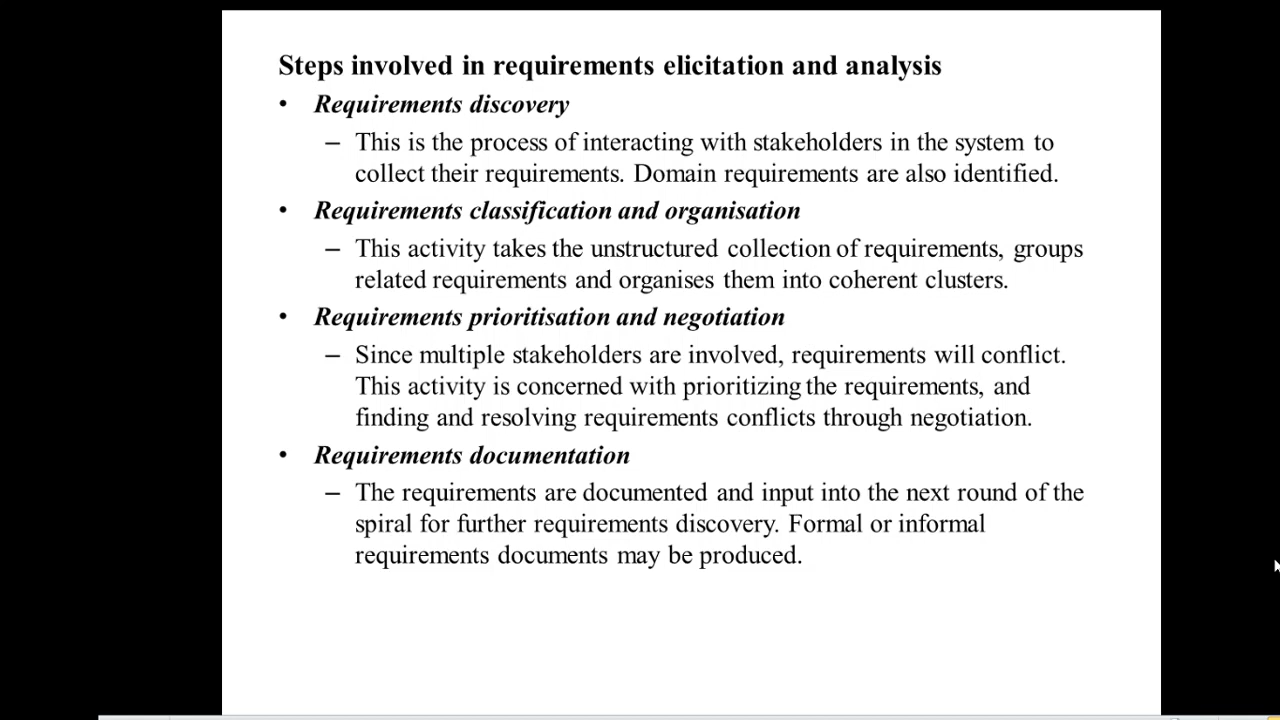 Steps involved in requirements elicitation and analysis
• Requirements discovery
– This is the process of interacting with stakeholders in the system to
collect their requirements. Domain requirements are also identified.
• Requirements classification and organisation
– This activity takes the unstructured collection of requirements, groups
related requirements and organises them into coherent clusters.
• Requirements prioritisation and negotiation
– Since multiple stakeholders are involved, requirements will conflict.
This activity is concerned with prioritizing the requirements, and
finding and resolving requirements conflicts through negotiation.
• Requirements documentation
– The requirements are documented and input into the next round of the
spiral for further requirements discovery. Formal or informal
requirements documents may be produced.